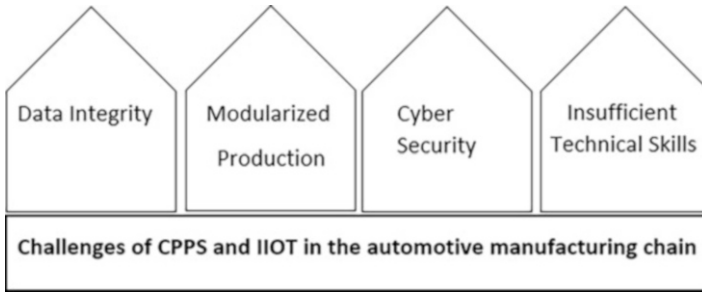 Data Integrity
Modularized
Production
Cyber
Security
Insufficient
Technical Skills
Challenges of CPPS and IIOT in the automotive manufacturing chain